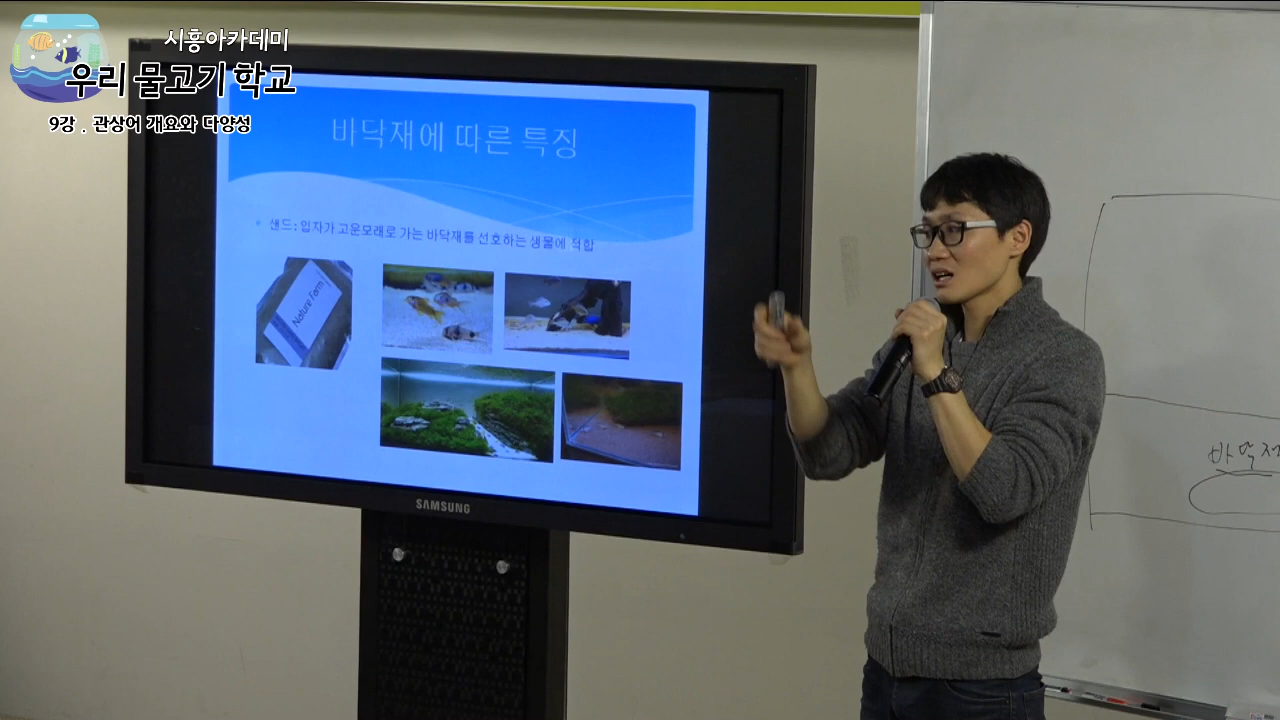 시흥아카데미
우리 물고기 학교
9강 . 관상어 개요와 다양성
바닥재에 따른 특징
• 샌드 : 입자가 고운모래로 가는 바닥재를 선호하는 생물에 적합
Nature Farm
SAMSUNG
바닥재